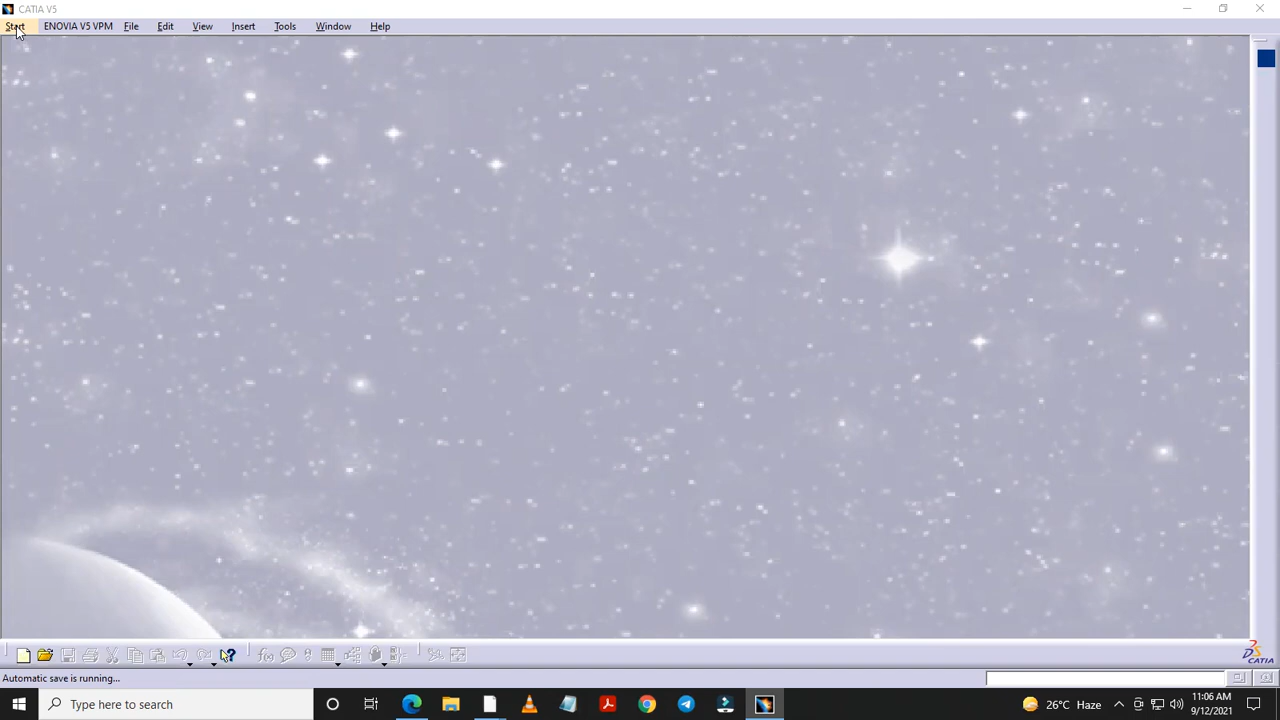 CATIA V5
Start ENOVIA V5 VPM File Edit View Insert Tools Window Help
CATIA
Automatic save is running...
Type here to search
26°C Haze
11:06 AM
9/12/2021